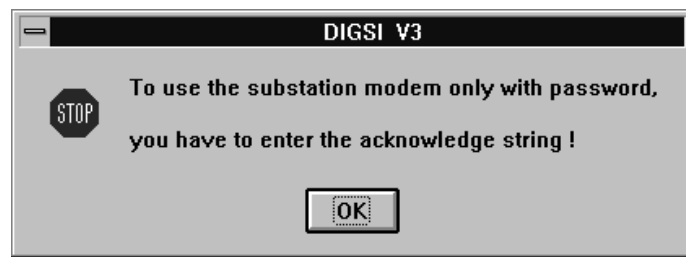 DIGSI V3
To use the substation modem only with password,
STOP
you have to enter the acknowledge string !
OK